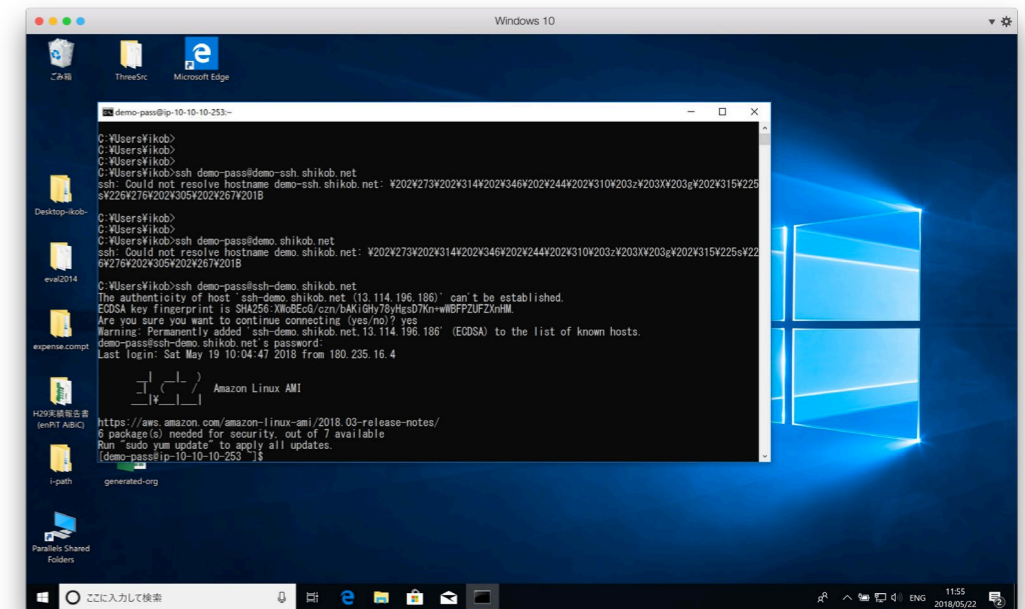 Windows 10
ごみ箱
ThreeSrc
Microsoft Edge
demo-pass@ip-10-10-10-253:~
C:¥Users¥ikob>
C:¥Users¥ikob>
C:¥Users¥ikob>
C:¥Users¥ikob>ssh demo-pass@demo-ssh.shikob.net
ssh: Could not resolve hostname demo-ssh.shikob.net: ¥202¥273¥202¥314¥202¥346¥202¥244¥202¥310¥203z¥203X¥203g¥202¥315¥225
s¥226¥276¥202¥305¥202¥267¥201B
C:¥Users¥ikob>
C:¥Users¥ikob>
C:¥Users¥ikob>ssh demo-pass@demo.shikob.net
ssh: Could not resolve hostname demo.shikob.net: ¥202¥273¥202¥314¥202¥346¥202¥244¥202¥310¥203z¥203X¥203g¥202¥315¥225s¥22
6¥276¥202¥305¥202¥267¥201B
C:¥Users¥ikob>ssh demo-pass@ssh-demo.shikob.net
The authenticity of host 'ssh-demo.shikob.net (13.114.196.186)' can't be established.
ECDSA key fingerprint is SHA256:XWoBEcG/czn/bAKiGHy78yHgsD7Kn+wWBFPZUFZXnHM.
Are you sure you want to continue connecting (yes/no)? yes
Warning: Permanently added 'ssh-demo.shikob.net,13.114.196.186' (ECDSA) to the list of known hosts.
demo-pass@ssh-demo.shikob.net's password:
Last login: Sat May 19 10:04:47 2018 from 180.235.16.4
Amazon Linux AMI
https://aws.amazon.com/amazon-linux-ami/2018.03-release-notes/
6 package(s) needed for security, out of 7 available
Run "sudo yum update" to apply all updates.
[demo-pass@ip-10-10-10-253 ~]$
Desktop-ikob-
eval2014
expense.compt
H29実績報告書
(enPiT AiBiC)
i-path
generated-org
Parallels Shared
Folders
ここに入力して検索
ENG
11:55
2018/05/22
2